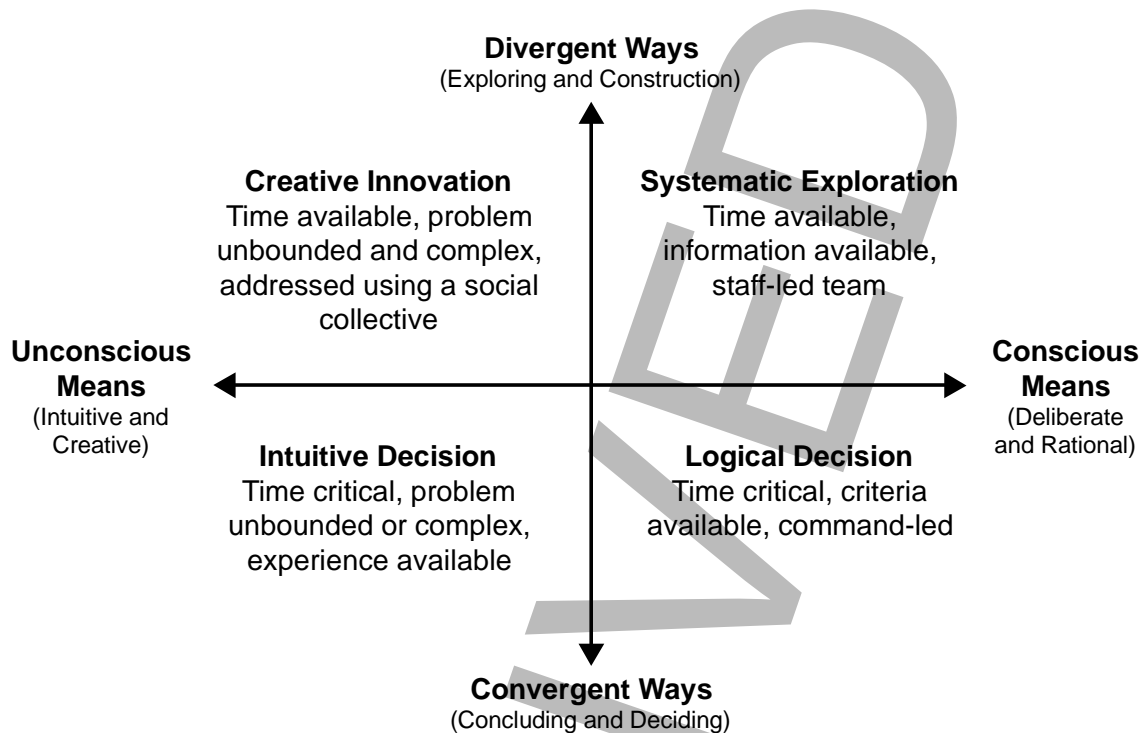 Divergent Ways
(Exploring and Construction)
Creative Innovation
Time available, problem
unbounded and complex,
addressed using a social
collective
Systematic Exploration
Time available,
information available,
staff-led team
Unconscious
Means
(Intuitive and
Creative)
Conscious
Means
(Deliberate
and Rational)
Intuitive Decision
Time critical, problem
unbounded or complex,
experience available
Logical Decision
Time critical, criteria
available, command-led
Convergent Ways
(Concluding and Deciding)